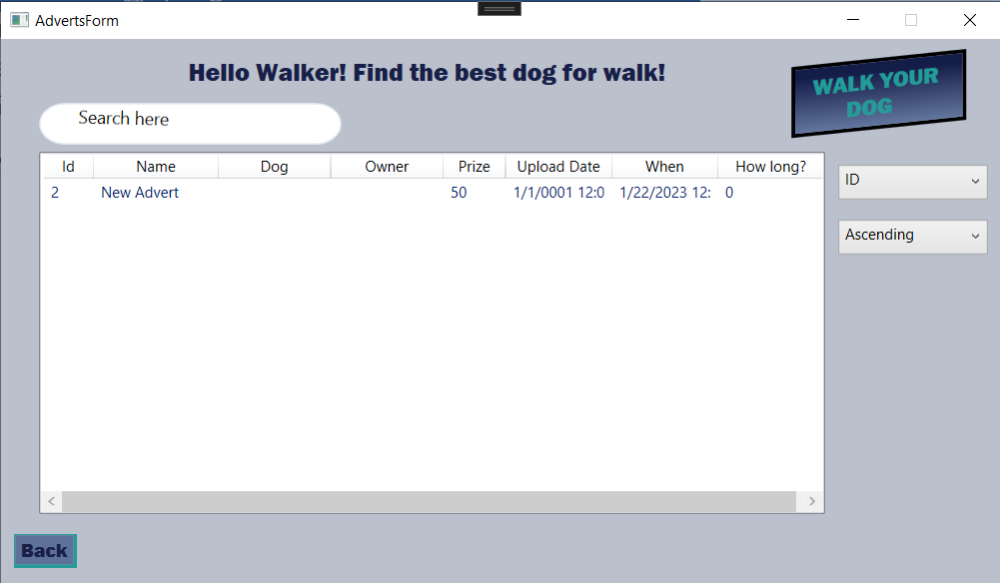 AdvertsForm
Hello Walker! Find the best dog for walk!
WALK YOUR
DOG
Search here
Id Name Dog Owner Prize Upload Date When How long?
2 New Advert 50 1/1/0001 12:0 1/22/2023 12: 0
ID
Ascending
Back